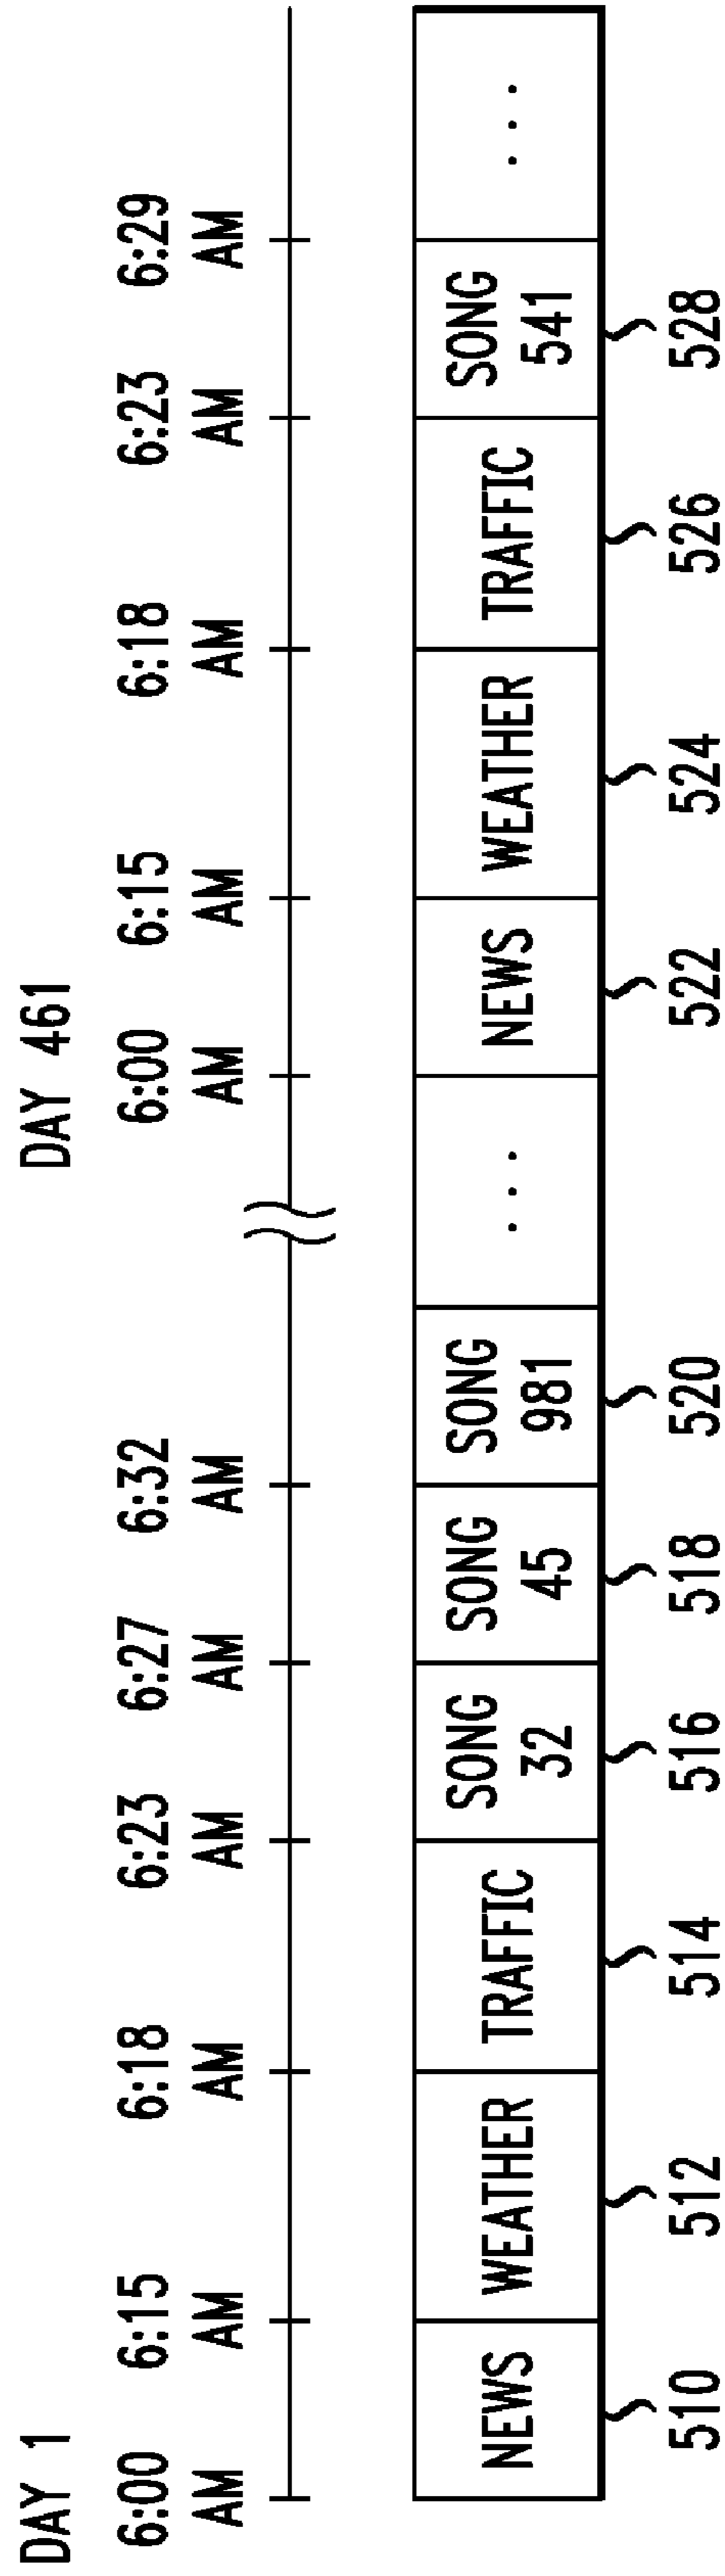 DAY 1
DAY 461
6:00 AM
6:15 AM
6:18 AM
6:23 AM
6:27 AM
6:32 AM
6:00 AM
6:15 AM
6:18 AM
6:23 AM
6:29 AM
NEWS
WEATHER
TRAFFIC
SONG 32
SONG 45
SONG 981
...
NEWS
WEATHER
TRAFFIC
SONG 541
...
510
512
514
516
518
520
522
524
526
528